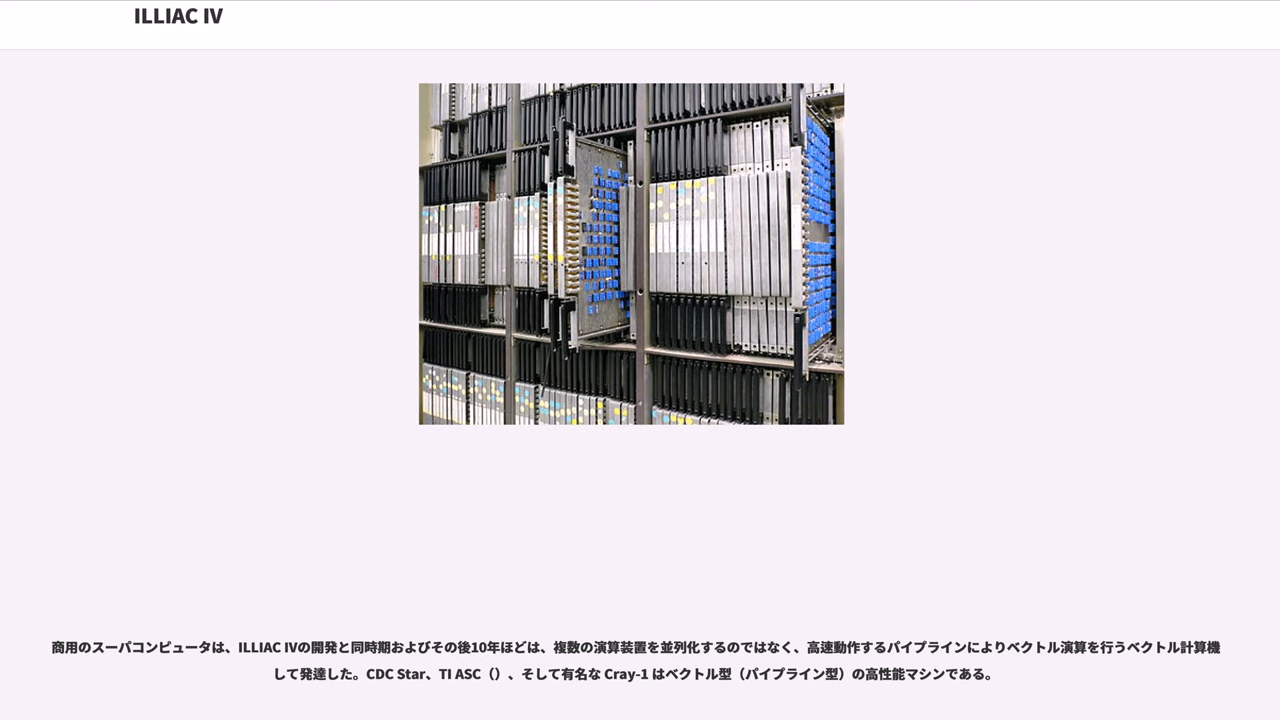 ILLIAC IV
商用のスーパコンピュータは、ILLIAC IVの開発と同時期およびその後10年ほどは、複数の演算装置を並列化するのではなく、高速動作するパイプラインによりベクトル演算を行うベクトル計算機
して発達した。CDC Star、TI ASC（）、そして有名な Cray-1 はベクトル型（パイプライン型）の高性能マシンである。